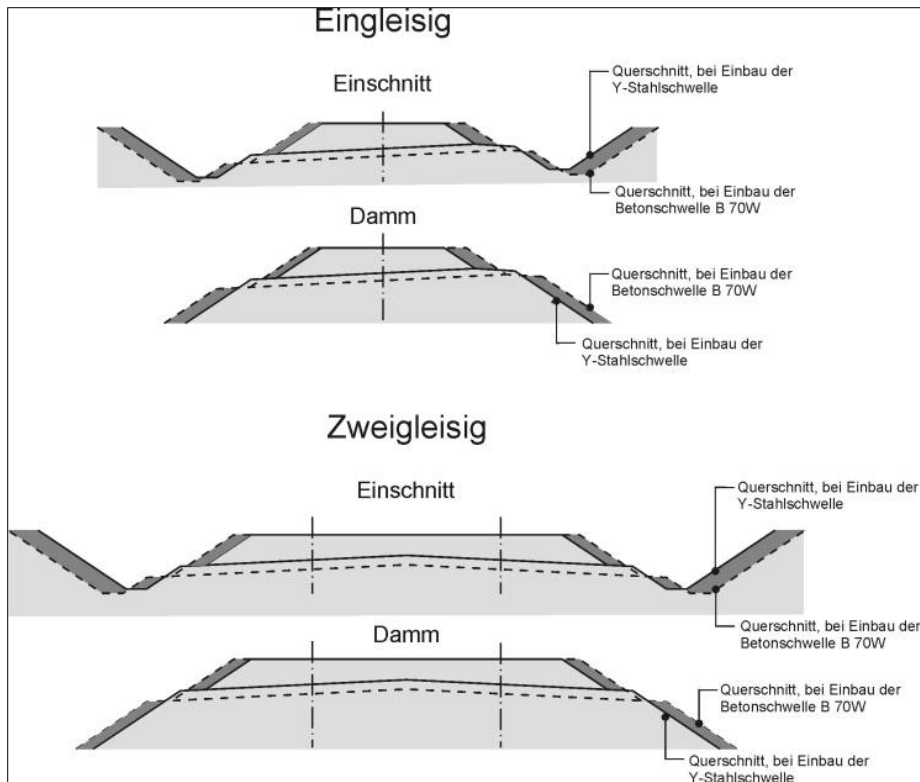 Eingleisig
Einschnitt
Querschnitt, bei Einbau der
Y-Stahlschwelle
Querschnitt, bei Einbau der
Betonschwelle B 70W
Damm
Querschnitt, bei Einbau der
Betonschwelle B 70W
Querschnitt, bei Einbau der
Y-Stahlschwelle
Zweigleisig
Einschnitt
Querschnitt, bei Einbau der
Y-Stahlschwelle
Querschnitt, bei Einbau der
Betonschwelle B 70W
Damm
Querschnitt, bei Einbau der
Betonschwelle B 70W
Querschnitt, bei Einbau der
Y-Stahlschwelle